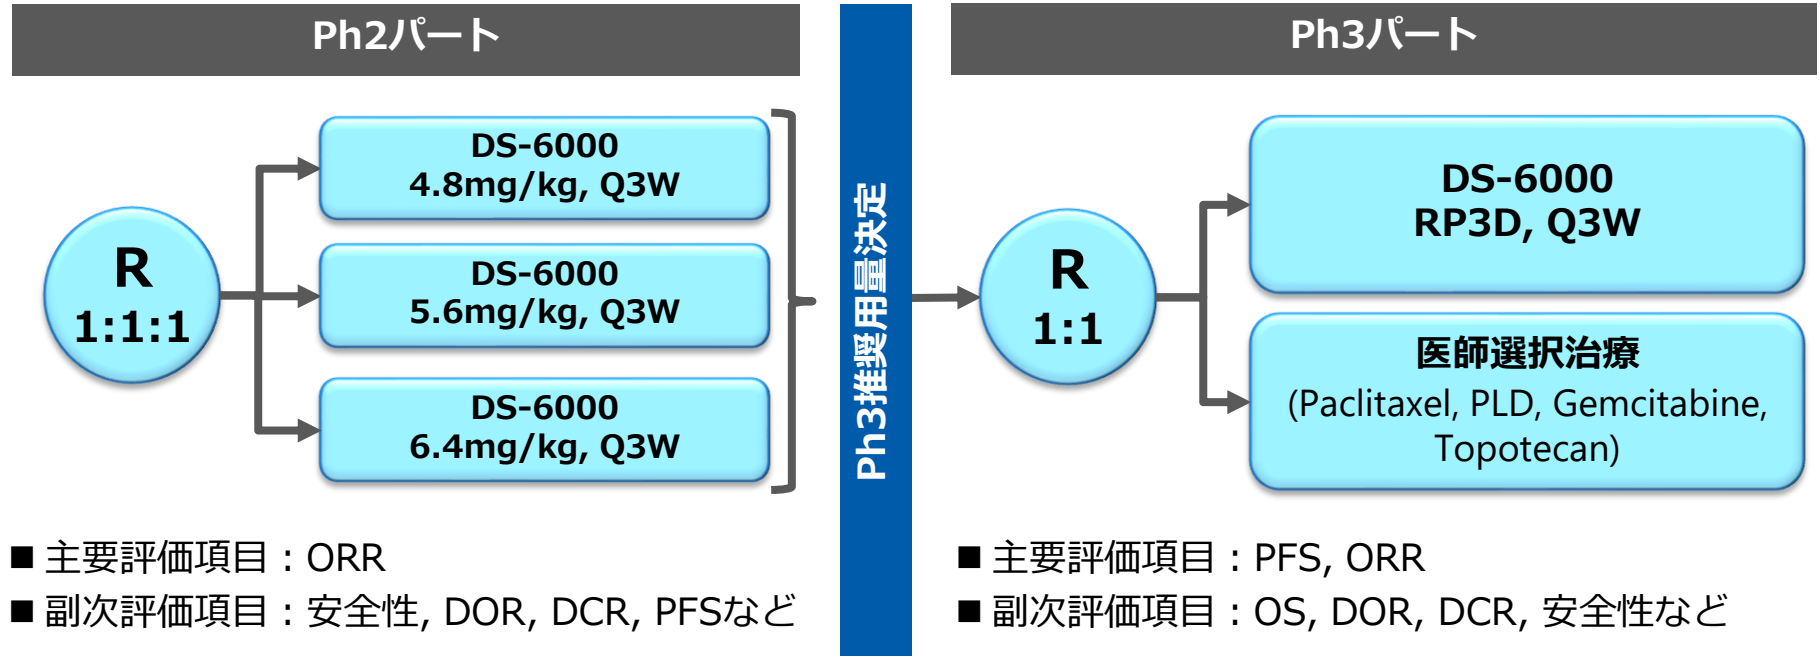 Ph2パート
R
1:1:1
DS-6000
4.8mg/kg, Q3W
DS-6000
5.6mg/kg, Q3W
DS-6000
6.4mg/kg, Q3W
■ 主要評価項目：ORR
■ 副次評価項目：安全性, DOR, DCR, PFSなど
Ph3推奨用量決定
Ph3パート
R
1:1
DS-6000
RP3D, Q3W
医師選択治療
(Paclitaxel, PLD, Gemcitabine,
Topotecan)
■ 主要評価項目：PFS, ORR
■ 副次評価項目：OS, DOR, DCR, 安全性など